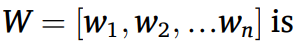 W = [w₁, w₂, …wₙ] is